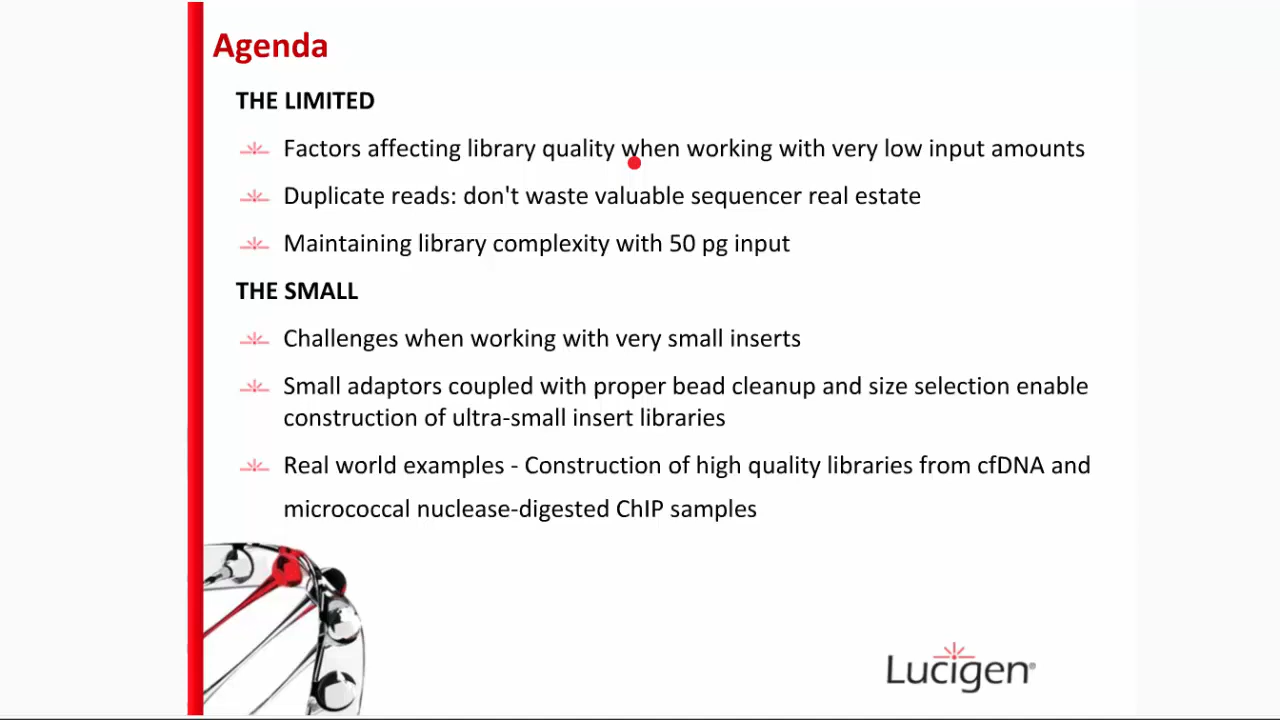 Agenda
THE LIMITED
Factors affecting library quality when working with very low input amounts
Duplicate reads: don't waste valuable sequencer real estate
Maintaining library complexity with 50 pg input
THE SMALL
Challenges when working with very small inserts
Small adaptors coupled with proper bead cleanup and size selection enable
construction of ultra-small insert libraries
Real world examples - Construction of high quality libraries from cfDNA and
micrococcal nuclease-digested ChIP samples
Lucigen®